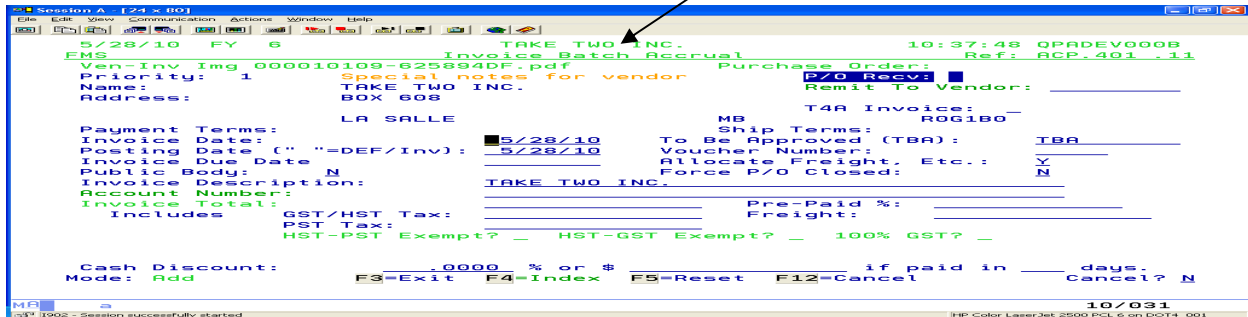 Session A - [24 x 80]
File Edit View Communication Actions Window Help
5/28/10 FY 6 TAKE TWO INC. 10:37:48 QPADEV000B
FMS Invoice Batch Accrual Ref: ACP.401 .11
Ven-Inv Img 000010109-625894DF.pdf Purchase Order:
Priority: 1 Special notes for vendor P/O Recv:
Name: TAKE TWO INC. Remit To Vendor:
Address: BOX 608
T4A Invoice: _
LA SALLE MB R0G1B0
Payment Terms: Ship Terms:
Invoice Date: 5/28/10 To Be Approved (TBA): TBA
Posting Date (" "=DEF/Inv): 5/28/10 Voucher Number:
Invoice Due Date Allocate Freight, Etc.: Y
Public Body: N Force P/O Closed: N
Invoice Description: TAKE TWO INC.
Account Number:
Invoice Total: Pre-Paid %:
Includes GST/HST Tax: Freight:
PST Tax:
HST-PST Exempt? _ HST-GST Exempt? _ 100% GST? _
Cash Discount: .0000 % or $ if paid in ___ days.
Mode: Add F3=Exit F4=Index F5=Reset F12=Cancel Cancel? N
MA a 10/031
I902 - Session successfully started HP Color LaserJet 2500 PCL 6 on DOT4_001